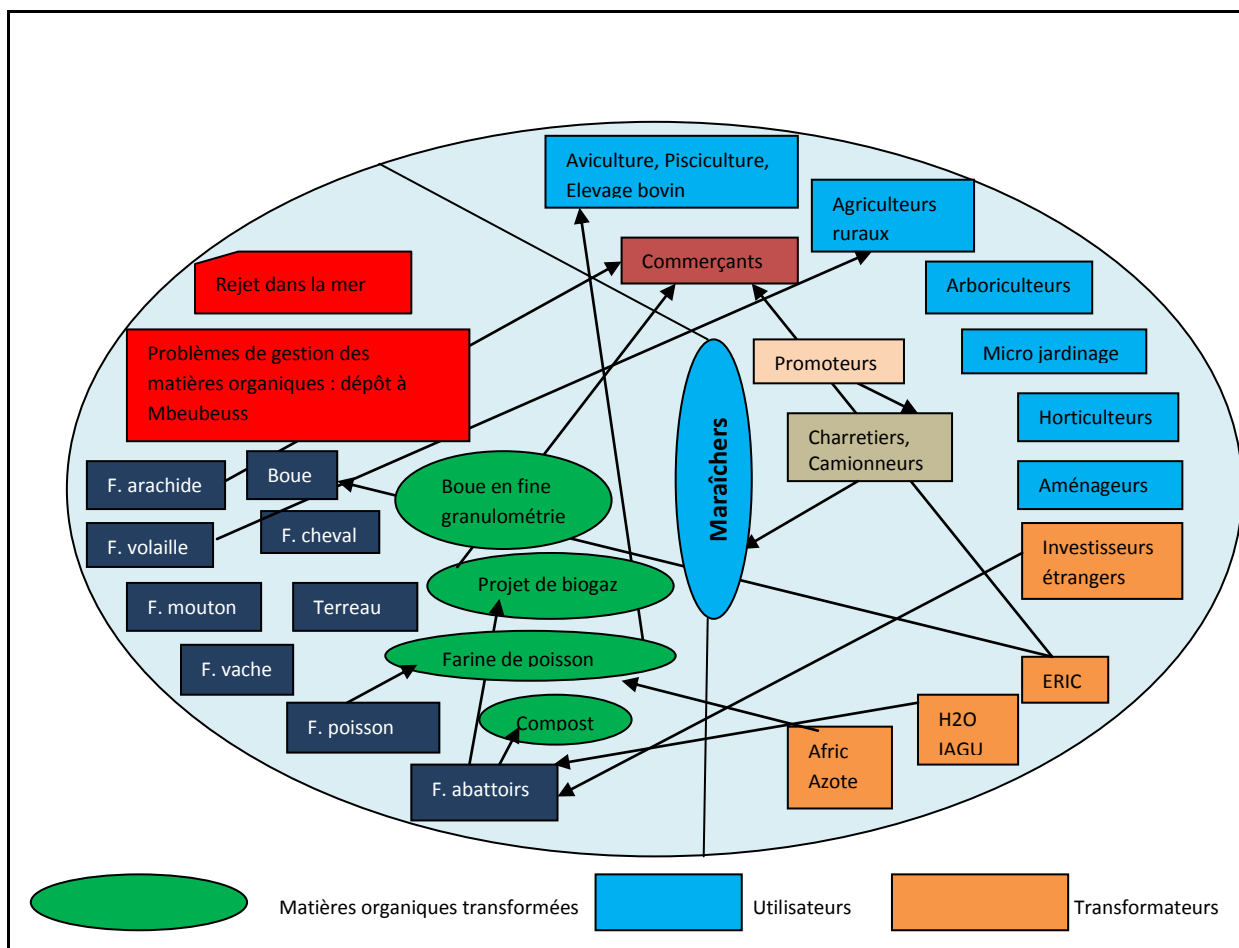 Aviculture, Pisciculture,
Elevage bovin
Agriculteurs
ruraux
Commerçants
Rejet dans la mer
Arboriculteurs
Problèmes de gestion des
matières organiques : dépôt à
Mbeubeuss
Micro jardinage
Promoteurs
Maraîchers
Horticulteurs
Charretiers,
Camionneurs
F. arachide
Boue
Boue en fine
granulométrie
Aménageurs
F. volaille
F. cheval
Investisseurs
étrangers
Projet de biogaz
F. mouton
Terreau
Farine de poisson
F. vache
ERIC
F. poisson
Compost
H2O
IAGU
Afric
Azote
F. abattoirs
Matières organiques transformées
Utilisateurs
Transformateurs